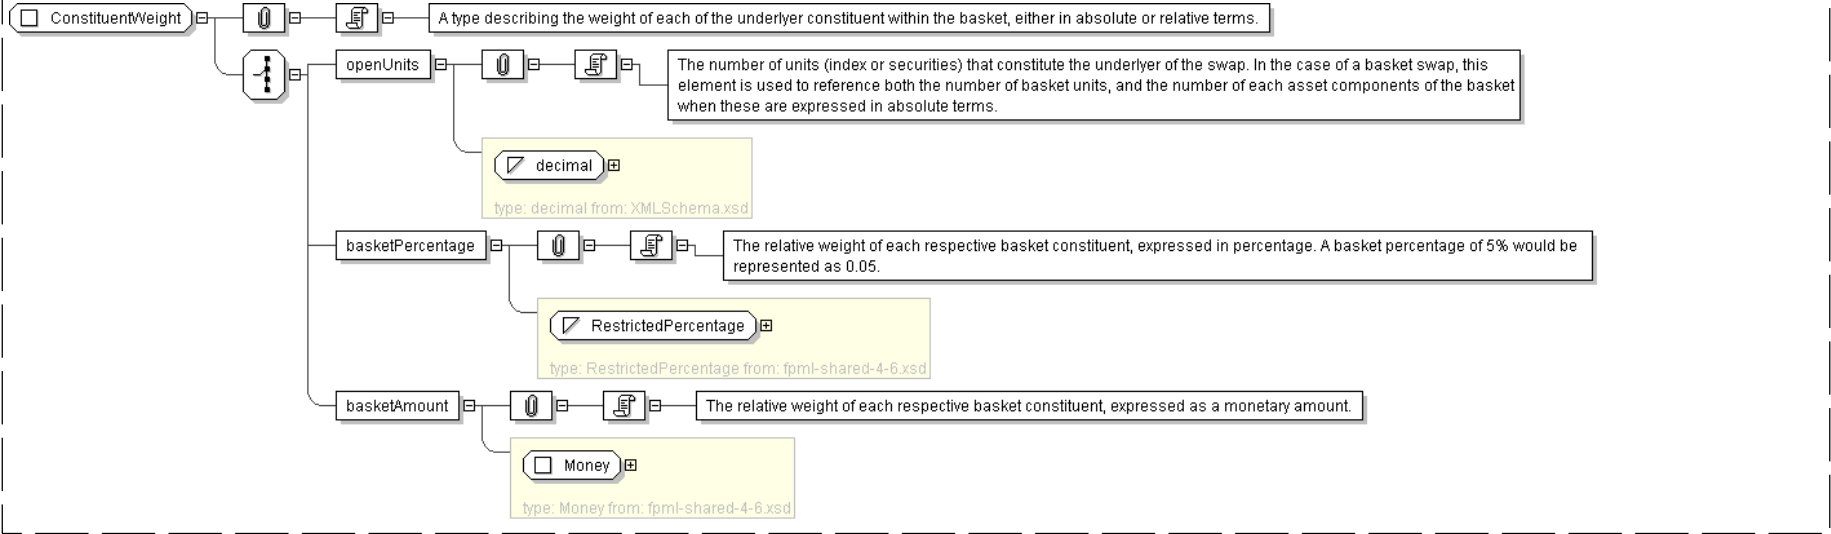 ConstituentWeight
A type describing the weight of each of the underlyer constituent within the basket, either in absolute or relative terms.
openUnits
The number of units (index or securities) that constitute the underlyer of the swap. In the case of a basket swap, this
element is used to reference both the number of basket units, and the number of each asset components of the basket
when these are expressed in absolute terms.
decimal
type: decimal from: XMLSchema.xsd
basketPercentage
The relative weight of each respective basket constituent, expressed in percentage. A basket percentage of 5% would be
represented as 0.05.
RestrictedPercentage
type: RestrictedPercentage from: fpml-shared-4-6.xsd
basketAmount
The relative weight of each respective basket constituent, expressed as a monetary amount.
Money
type: Money from: fpml-shared-4-6.xsd